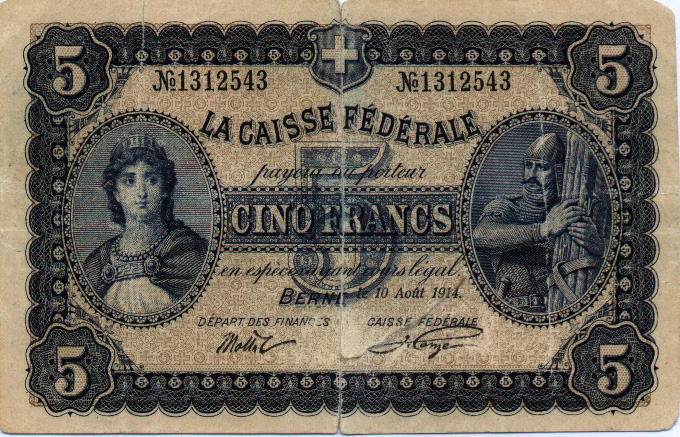 5 5
№1312543 №1312543
LA CAISSE FÉDÉRALE
payera au porteur
5
CINQ FRANCS
en espèces ayant cours légal.
BERNE, le 10 Août 1914.
DÉPART. DES FINANCES CAISSE FÉDÉRALE
5 5